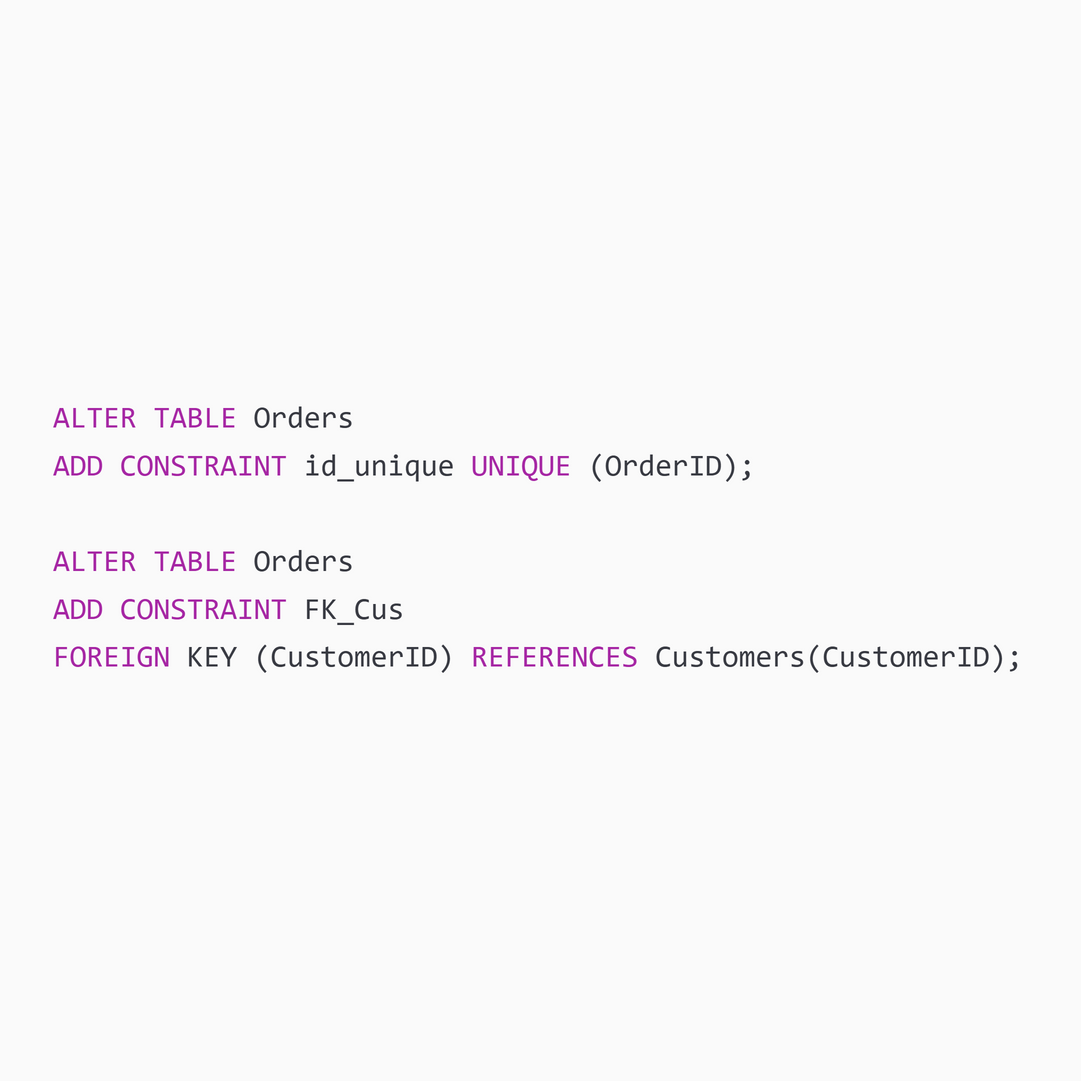 ALTER TABLE Orders
ADD CONSTRAINT id_unique UNIQUE (OrderID);
ALTER TABLE Orders
ADD CONSTRAINT FK_Cus
FOREIGN KEY (CustomerID) REFERENCES Customers(CustomerID);